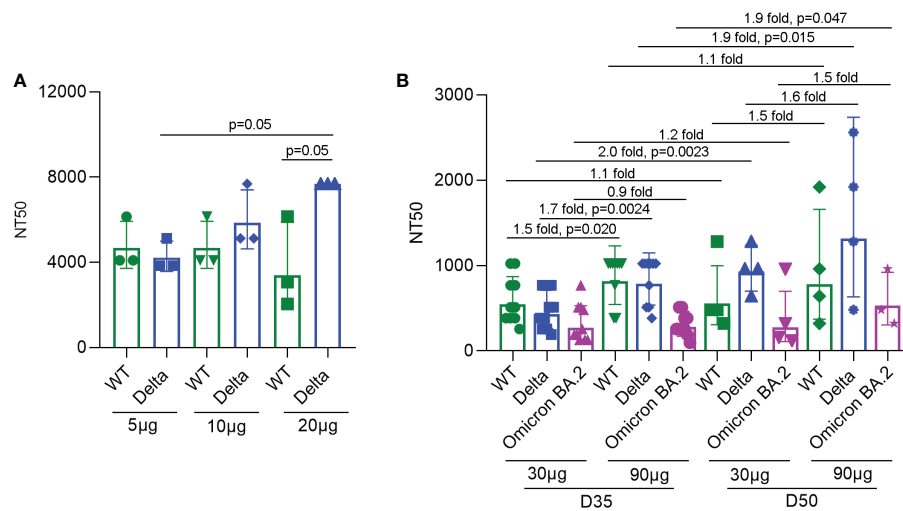 A
NT50
12000
8000
4000
0
p=0.05
p=0.05
WT
Delta
WT
Delta
WT
Delta
5μg
10μg
20μg
B
NT50
3000
2000
1000
0
1.9 fold, p=0.047
1.9 fold, p=0.015
1.1 fold
1.5 fold
1.6 fold
1.5 fold
1.2 fold
2.0 fold, p=0.0023
1.1 fold
0.9 fold
1.7 fold, p=0.0024
1.5 fold, p=0.020
WT
Delta
Omicron BA.2
WT
Delta
Omicron BA.2
WT
Delta
Omicron BA.2
WT
Delta
Omicron BA.2
30μg
90μg
30μg
90μg
D35
D50